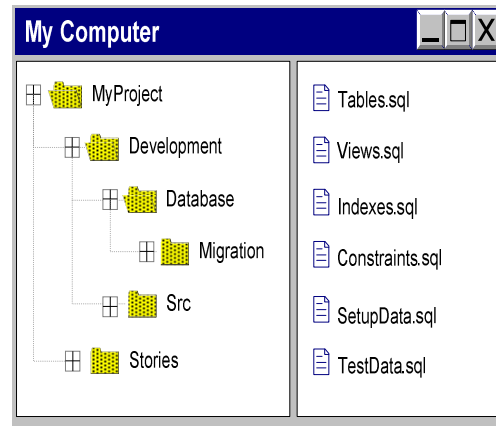 My Computer
MyProject
Development
Database
Migration
Src
Stories
Tables.sql
Views.sql
Indexes.sql
Constraints.sql
SetupData.sql
TestData.sql